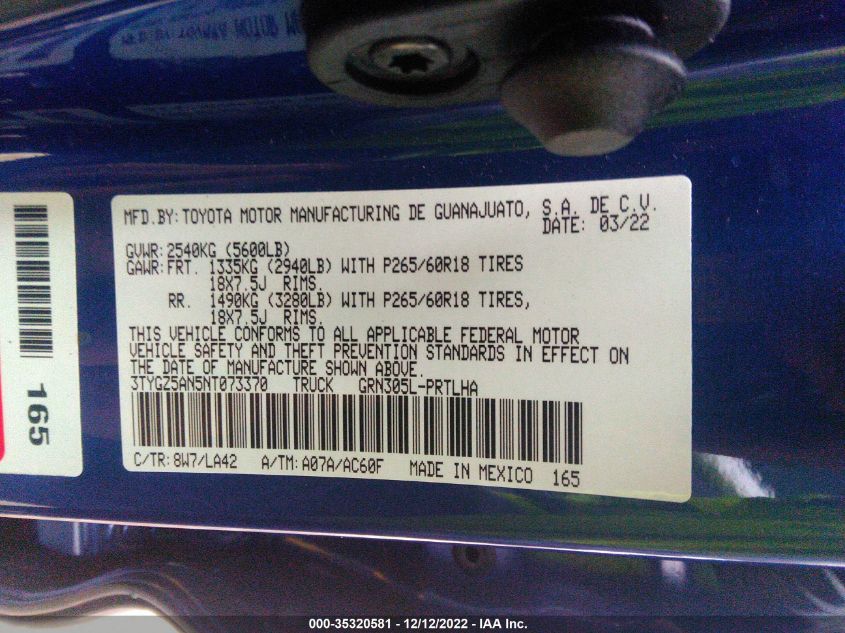 MFD.BY: TOYOTA MOTOR MANUFACTURING DE GUANAJUATO, S.A. DE C.V.
DATE: 03/22
GVWR: 2540KG (5600LB)
GAWR: FRT. 1335KG (2940LB) WITH P265/60R18 TIRES
18X7.5J RIMS.
RR. 1490KG (3280LB) WITH P265/60R18 TIRES,
18X7.5J RIMS.
THIS VEHICLE CONFORMS TO ALL APPLICABLE FEDERAL MOTOR
VEHICLE SAFETY AND THEFT PREVENTION STANDARDS IN EFFECT ON
THE DATE OF MANUFACTURE SHOWN ABOVE.
3TYGZ5AN5NT073370 TRUCK GRN305L-PRTLHA
C/TR: 8W7/LA42 A/TM: A07A/AC60F MADE IN MEXICO 165
165
000-35320581 - 12/12/2022 - IAA Inc.